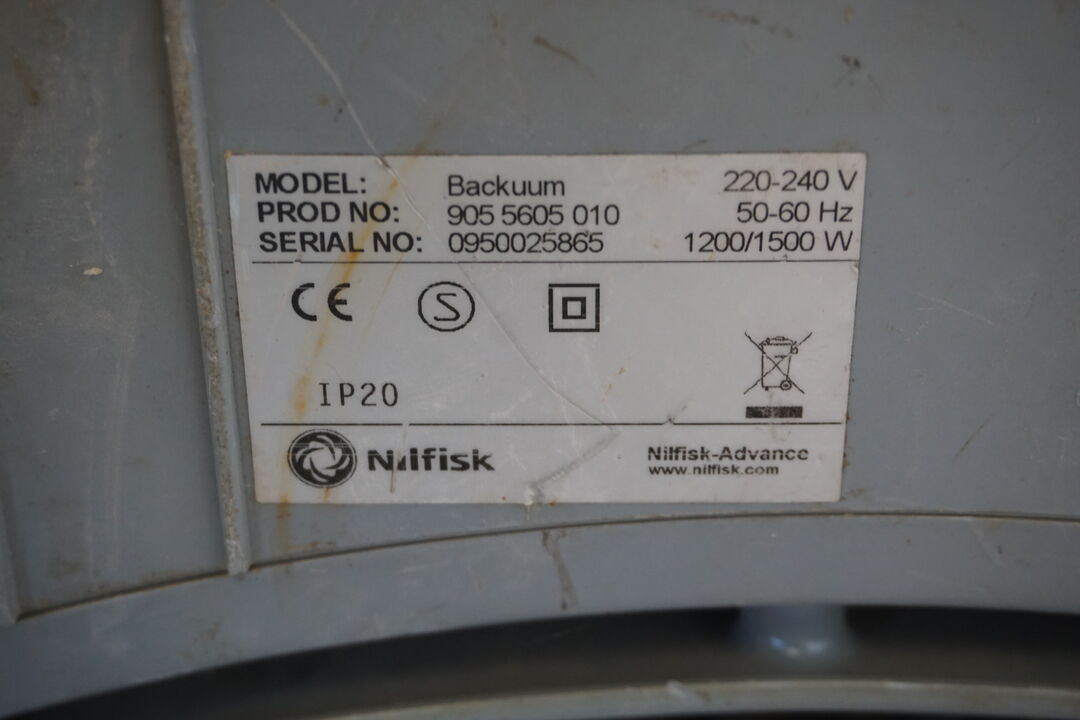 MODEL: Backuum 220-240 V
PROD NO: 905 5605 010 50-60 Hz
SERIAL NO: 0950025865 1200/1500 W
CE S
IP20
Nilfisk Nilfisk-Advance
www.nilfisk.com